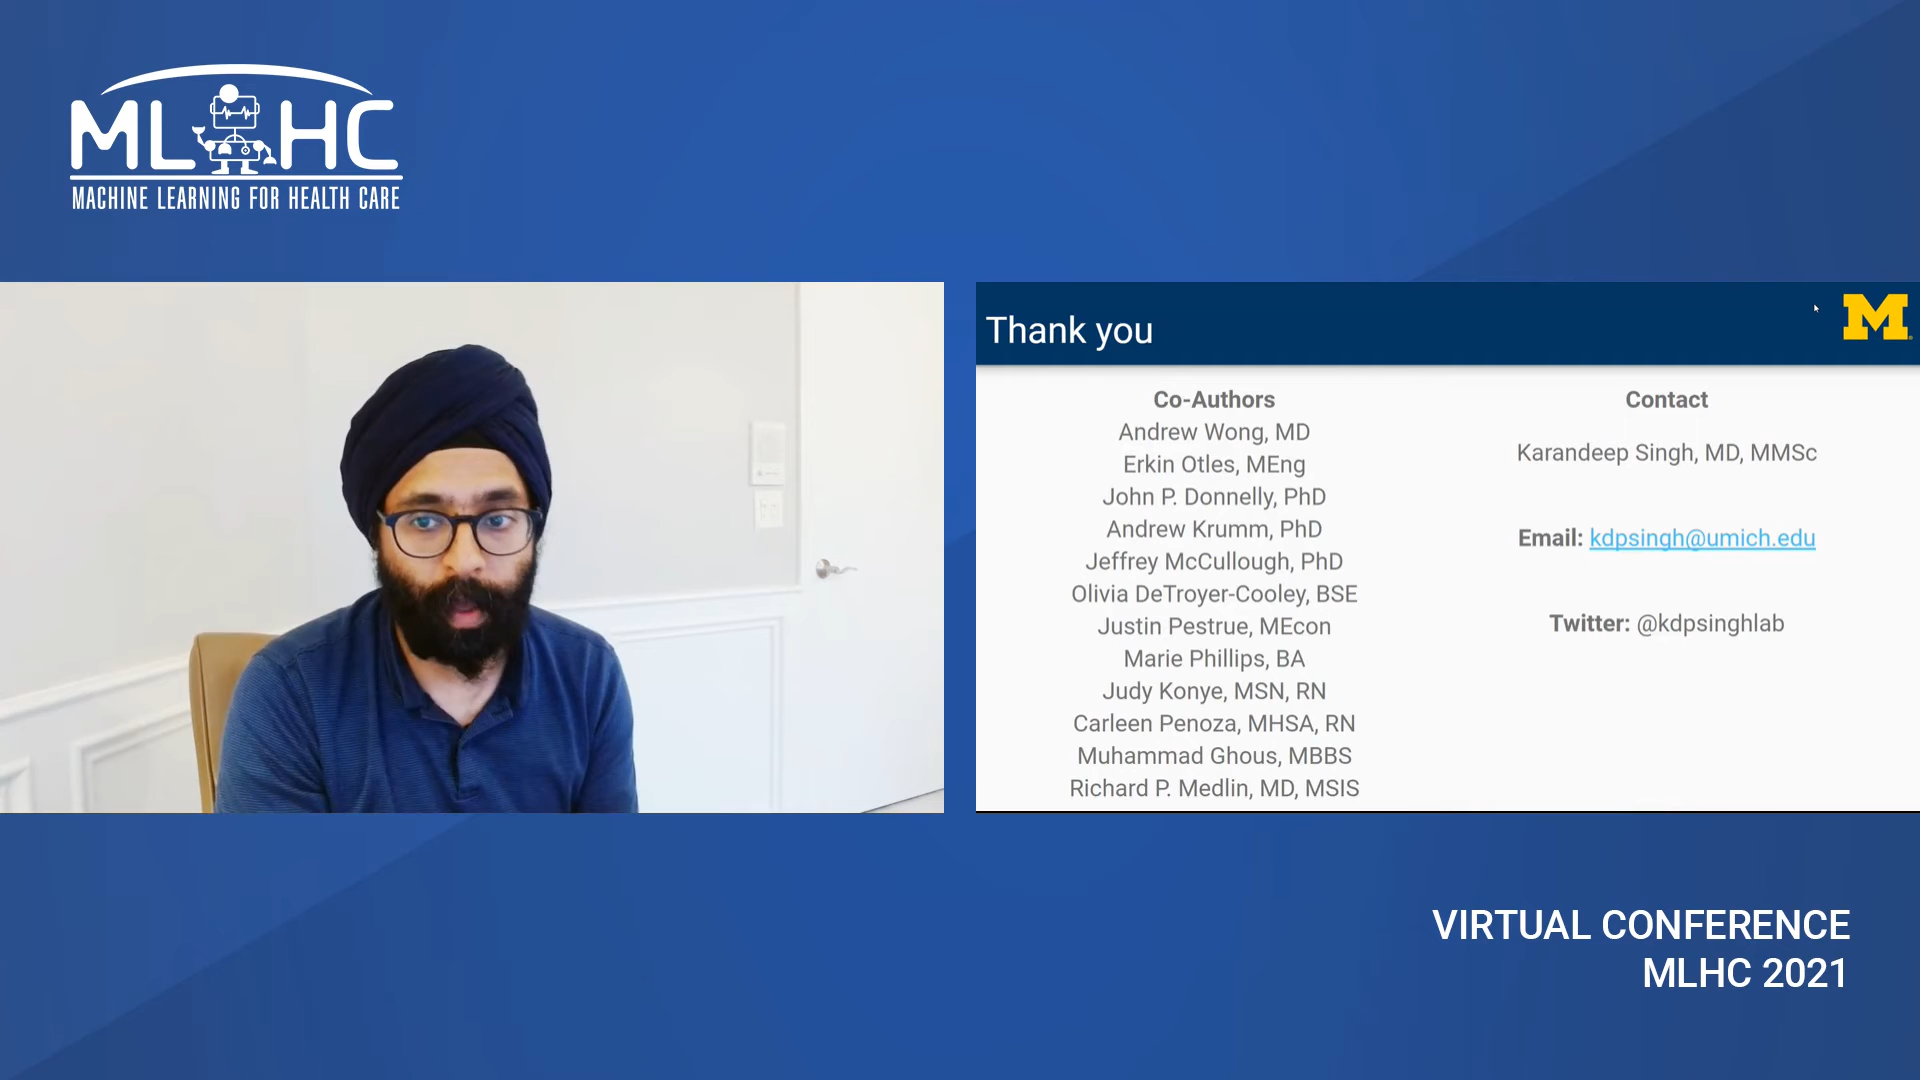 ML HC
MACHINE LEARNING FOR HEALTH CARE
Thank you
M
Co-Authors
Andrew Wong, MD
Erkin Otles, MEng
John P. Donnelly, PhD
Andrew Krumm, PhD
Jeffrey McCullough, PhD
Olivia DeTroyer-Cooley, BSE
Justin Pestrue, MEcon
Marie Phillips, BA
Judy Konye, MSN, RN
Carleen Penoza, MHSA, RN
Muhammad Ghous, MBBS
Richard P. Medlin, MD, MSIS
Contact
Karandeep Singh, MD, MMSc
Email: kdpsingh@umich.edu
Twitter: @kdpsinghlab
VIRTUAL CONFERENCE
MLHC 2021